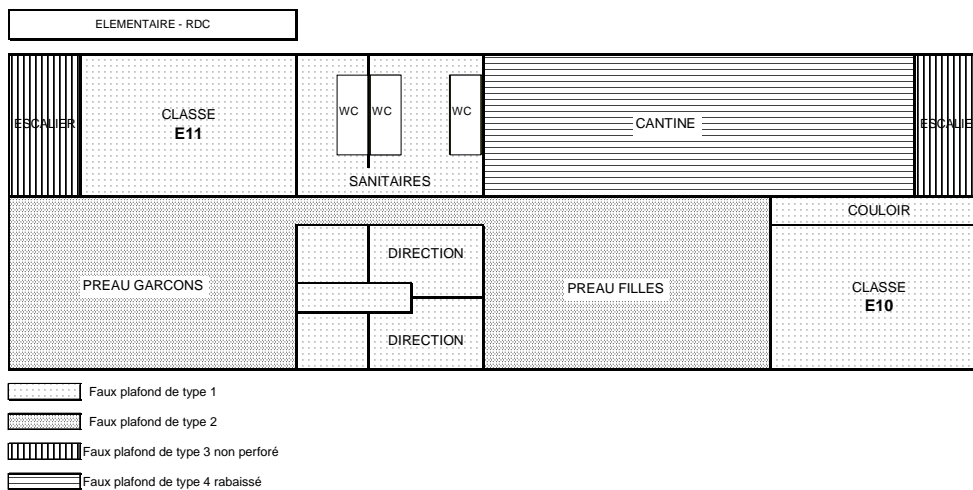 ELEMENTAIRE - RDC
ESCALIER
CLASSE
E11
WC
WC
WC
SANITAIRES
CANTINE
ESCALIE
COULOIR
PREAU GARCONS
DIRECTION
DIRECTION
PREAU FILLES
CLASSE
E10
Faux plafond de type 1
Faux plafond de type 2
Faux plafond de type 3 non perforé
Faux plafond de type 4 rabaissé